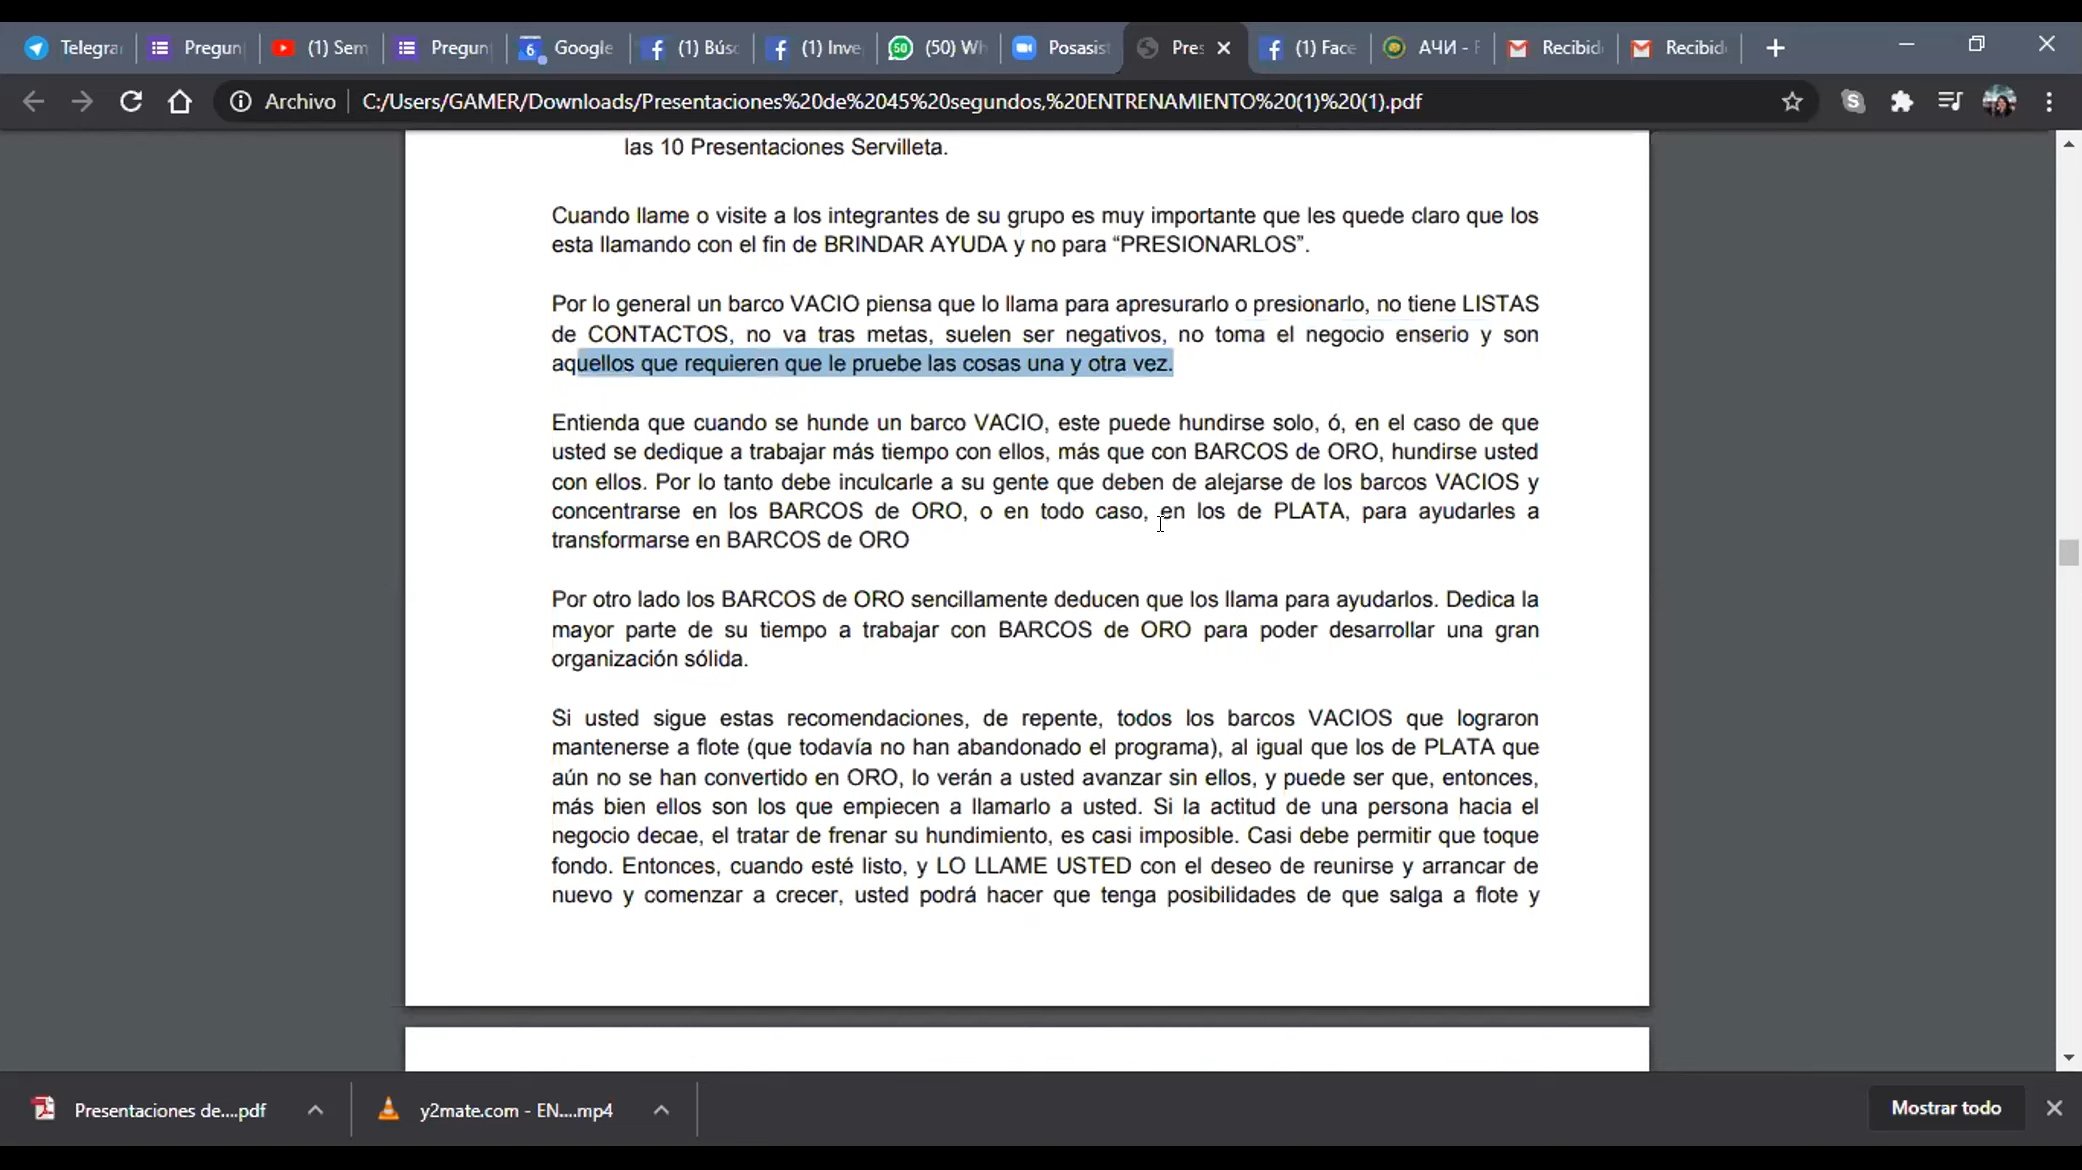 Telegra
Pregun
(1) Sem
Pregun
Google
(1) Búsc
(1) Inve
(50) Wh
Posasist
Pres
(1) Face
АЧИ - F
Recibid
Recibid
Archivo
C:/Users/GAMER/Downloads/Presentaciones%20de%2045%20segundos,%20ENTRENAMIENTO%20(1)%20(1).pdf
las 10 Presentaciones Servilleta.
Cuando llame o visite a los integrantes de su grupo es muy importante que les quede claro que los
esta llamando con el fin de BRINDAR AYUDA y no para “PRESIONARLOS”.
Por lo general un barco VACIO piensa que lo llama para apresurarlo o presionarlo, no tiene LISTAS
de CONTACTOS, no va tras metas, suelen ser negativos, no toma el negocio enserio y son
aquellos que requieren que le pruebe las cosas una y otra vez.
Entienda que cuando se hunde un barco VACIO, este puede hundirse solo, ó, en el caso de que
usted se dedique a trabajar más tiempo con ellos, más que con BARCOS de ORO, hundirse usted
con ellos. Por lo tanto debe inculcarle a su gente que deben de alejarse de los barcos VACIOS y
concentrarse en los BARCOS de ORO, o en todo caso, en los de PLATA, para ayudarles a
transformarse en BARCOS de ORO
Por otro lado los BARCOS de ORO sencillamente deducen que los llama para ayudarlos. Dedica la
mayor parte de su tiempo a trabajar con BARCOS de ORO para poder desarrollar una gran
organización sólida.
Si usted sigue estas recomendaciones, de repente, todos los barcos VACIOS que lograron
mantenerse a flote (que todavía no han abandonado el programa), al igual que los de PLATA que
aún no se han convertido en ORO, lo verán a usted avanzar sin ellos, y puede ser que, entonces,
más bien ellos son los que empiecen a llamarlo a usted. Si la actitud de una persona hacia el
negocio decae, el tratar de frenar su hundimiento, es casi imposible. Casi debe permitir que toque
fondo. Entonces, cuando esté listo, y LO LLAME USTED con el deseo de reunirse y arrancar de
nuevo y comenzar a crecer, usted podrá hacer que tenga posibilidades de que salga a flote y
Presentaciones de....pdf
y2mate.com - EN....mp4
Mostrar todo